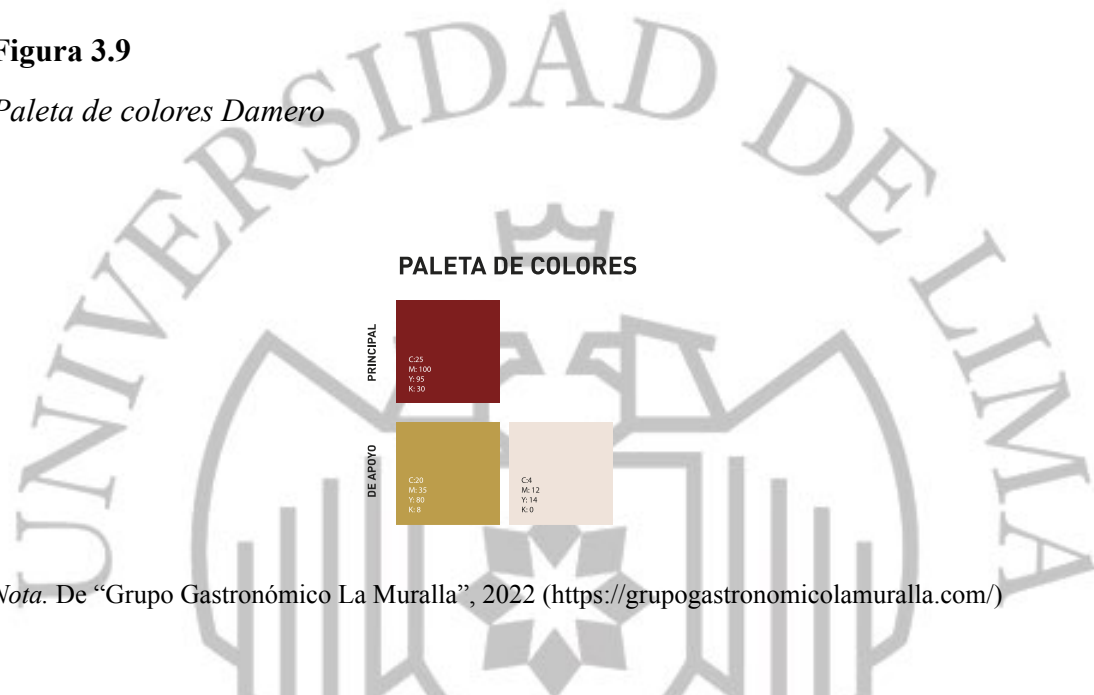 Figura 3.9
Paleta de colores Damero
UNIVERSIDAD DE LIMA
PALETA DE COLORES
PRINCIPAL
C:25
M: 100
Y: 95
K: 30
DE APOYO
C:20
M: 35
Y: 80
K: 8
C:4
M: 12
Y: 14
K: 0
Nota. De “Grupo Gastronómico La Muralla”, 2022 (https://grupogastronomicolamuralla.com/)